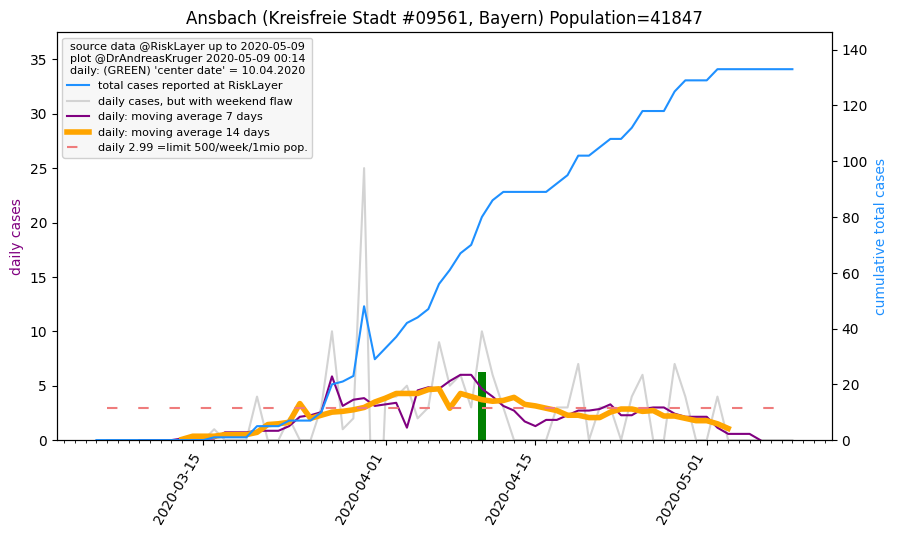 Ansbach (Kreisfreie Stadt #09561, Bayern) Population=41847
source data @RiskLayer up to 2020-05-09
plot @DrAndreasKruger 2020-05-09 00:14
daily: (GREEN) 'center date' = 10.04.2020
total cases reported at RiskLayer
daily cases, but with weekend flaw
daily: moving average 7 days
daily: moving average 14 days
daily 2.99 =limit 500/week/1mio pop.
daily cases
35
30
25
20
15
10
5
0
cumulative total cases
140
120
100
80
60
40
20
0
2020-03-15
2020-04-01
2020-04-15
2020-05-01